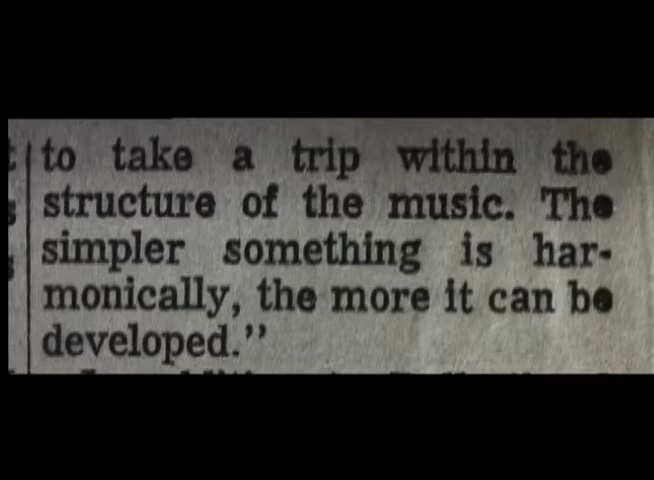 to take a trip within the
structure of the music. The
simpler something is har-
monically, the more it can be
developed."